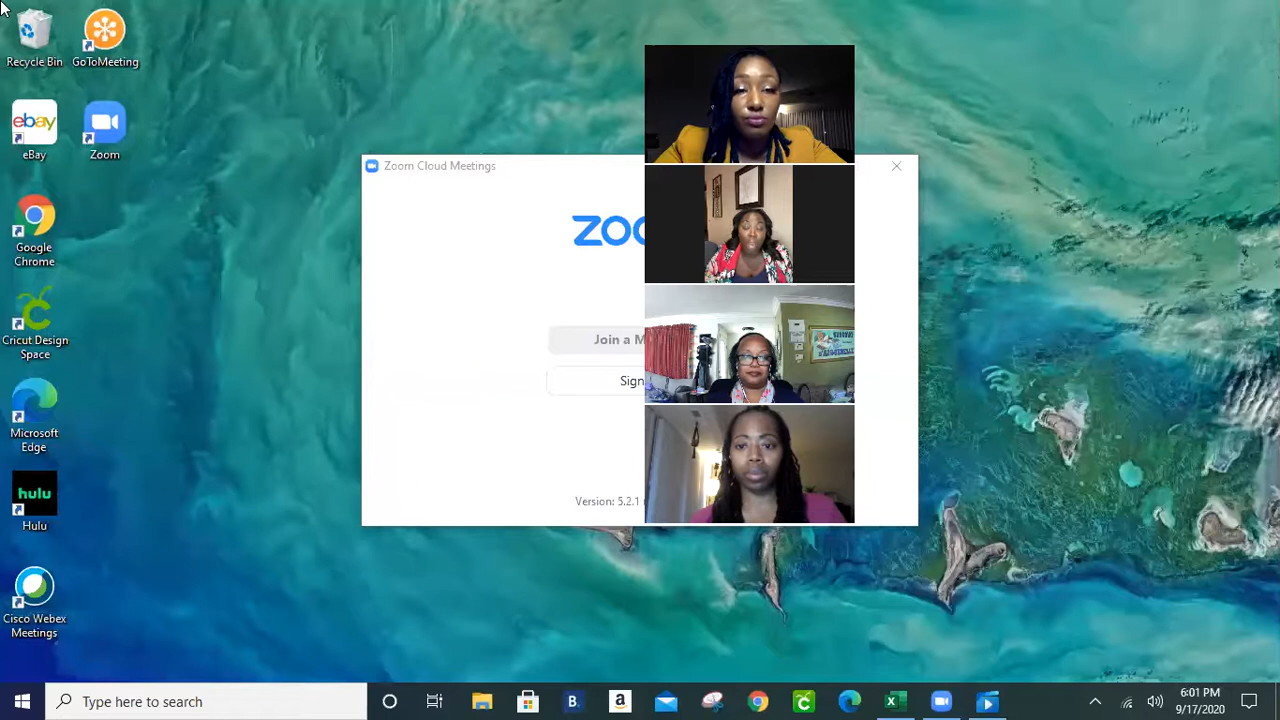 Recycle Bin
GoToMeeting
ebay
eBay
Zoom
Google
Chrome
Cricut Design
Space
Microsoft
Edge
hulu
Hulu
Cisco Webex
Meetings
Zoom Cloud Meetings
Join a M
Sign
Version: 5.2.1
Type here to search
6:01 PM
9/17/2020